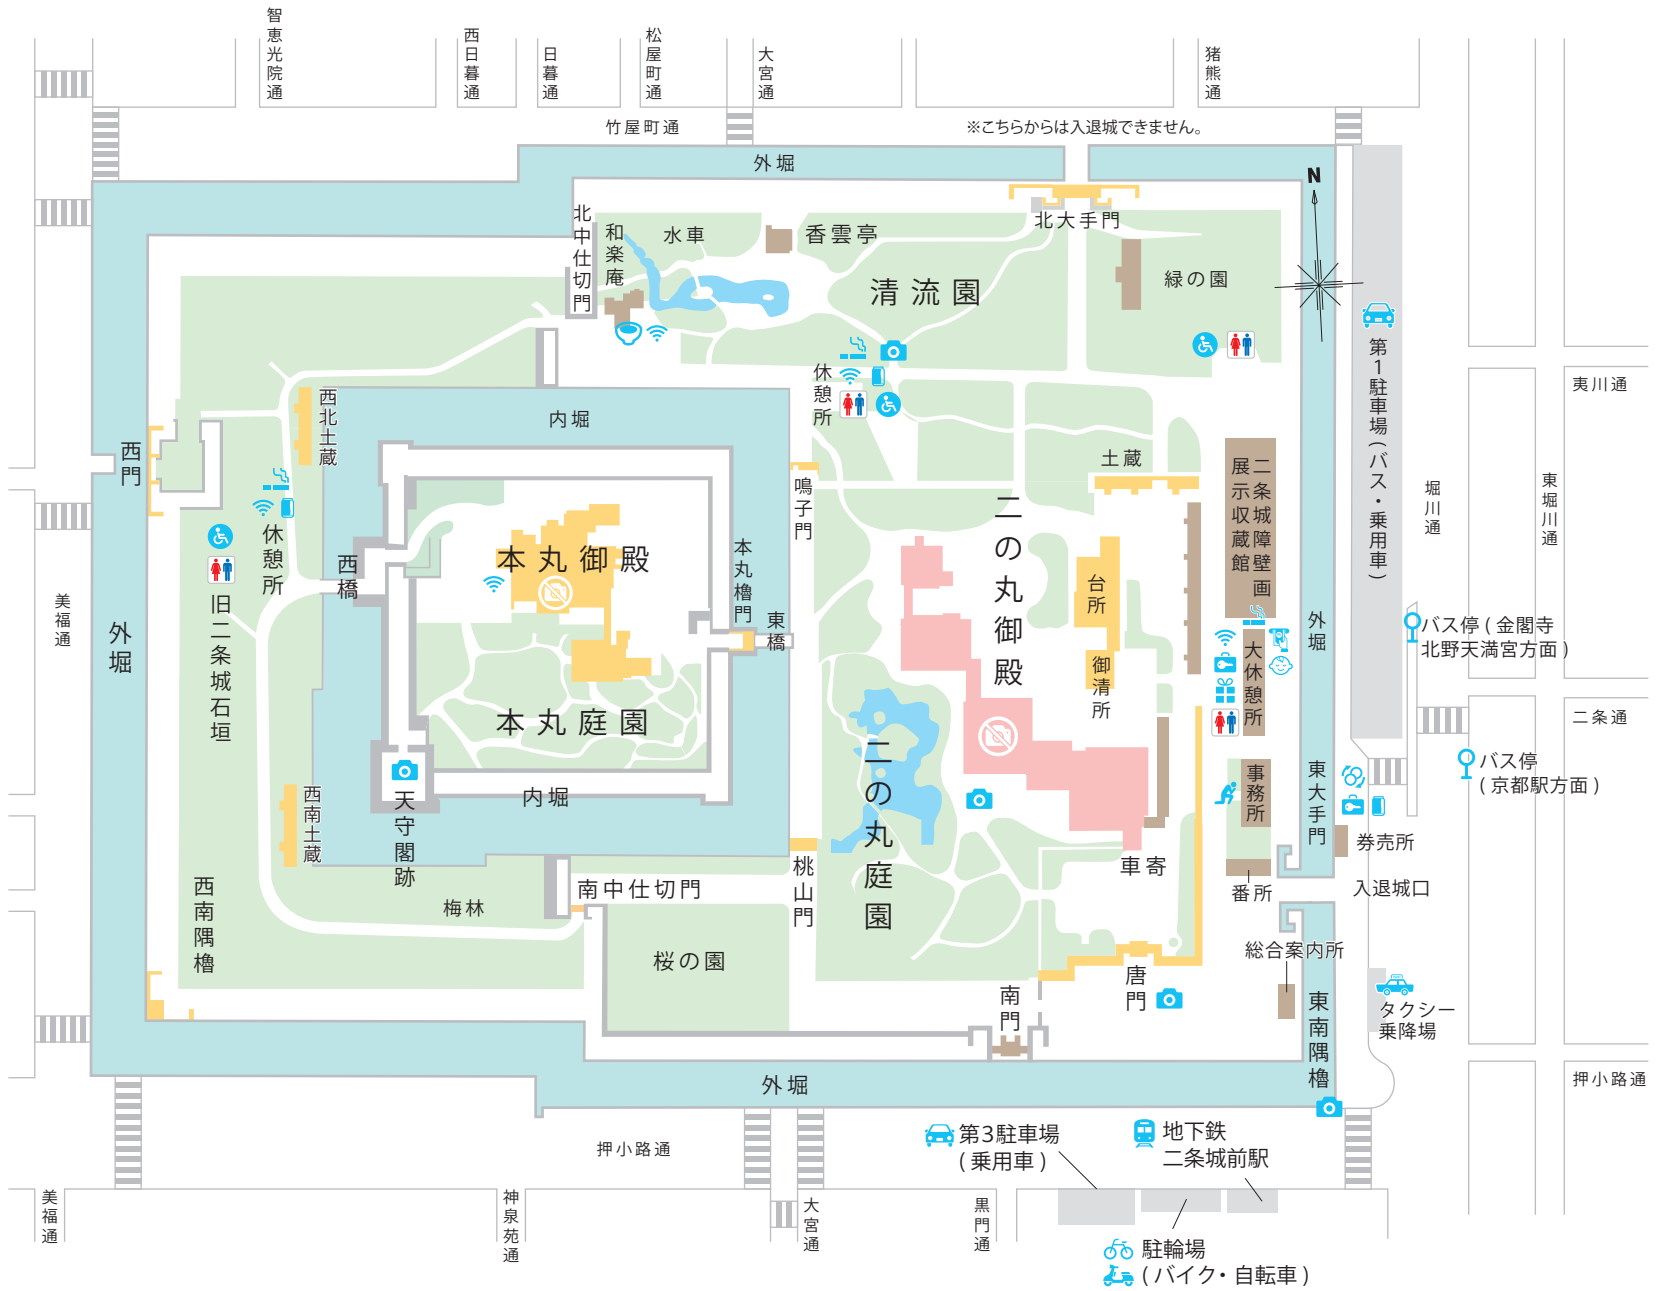 智恵光院通
西日暮通
日暮通
松屋町通
大宮通
猪熊通
竹屋町通
※こちらからは入退城できません。
外堀
N
北中仕切門
和楽庵
水車
香雲亭
清流園
北大手門
緑の園
第1駐車場(バス・乗用車)
夷川通
休憩所
西北土蔵
内堀
西門
鳴子門
土蔵
二条城障壁画
展示収蔵館
堀川通
東堀川通
休憩所
西橋
本丸御殿
本丸櫓門
東橋
二の丸御殿
台所
御清所
大休憩所
外堀
バス停(金閣寺
北野天満宮方面)
美福通
外堀
旧二条城石垣
本丸庭園
二条通
バス停
(京都駅方面)
二の丸庭園
事務所
東大手門
券売所
内堀
天守閣跡
西南土蔵
西南隅櫓
梅林
南中仕切門
桃山門
車寄
番所
入退城口
総合案内所
桜の園
南門
唐門
東南隅櫓
タクシー
乗降場
外堀
押小路通
押小路通
第3駐車場
(乗用車)
地下鉄
二条城前駅
美福通
神泉苑通
大宮通
黒門通
駐輪場
(バイク・自転車)